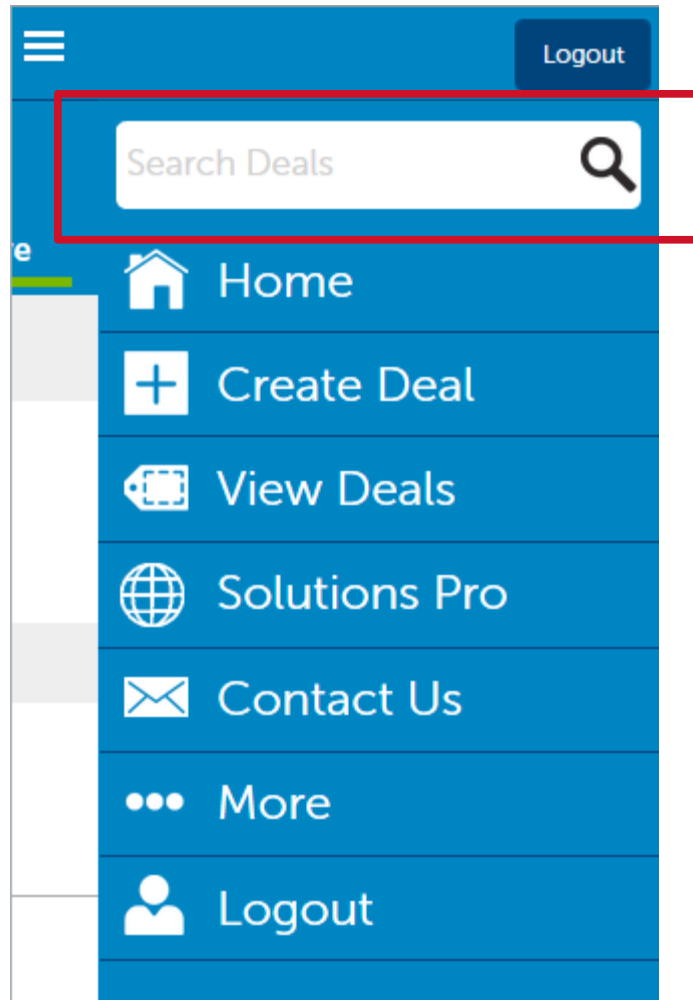 Logout
Search Deals
e
Home
Create Deal
View Deals
Solutions Pro
Contact Us
More
Logout